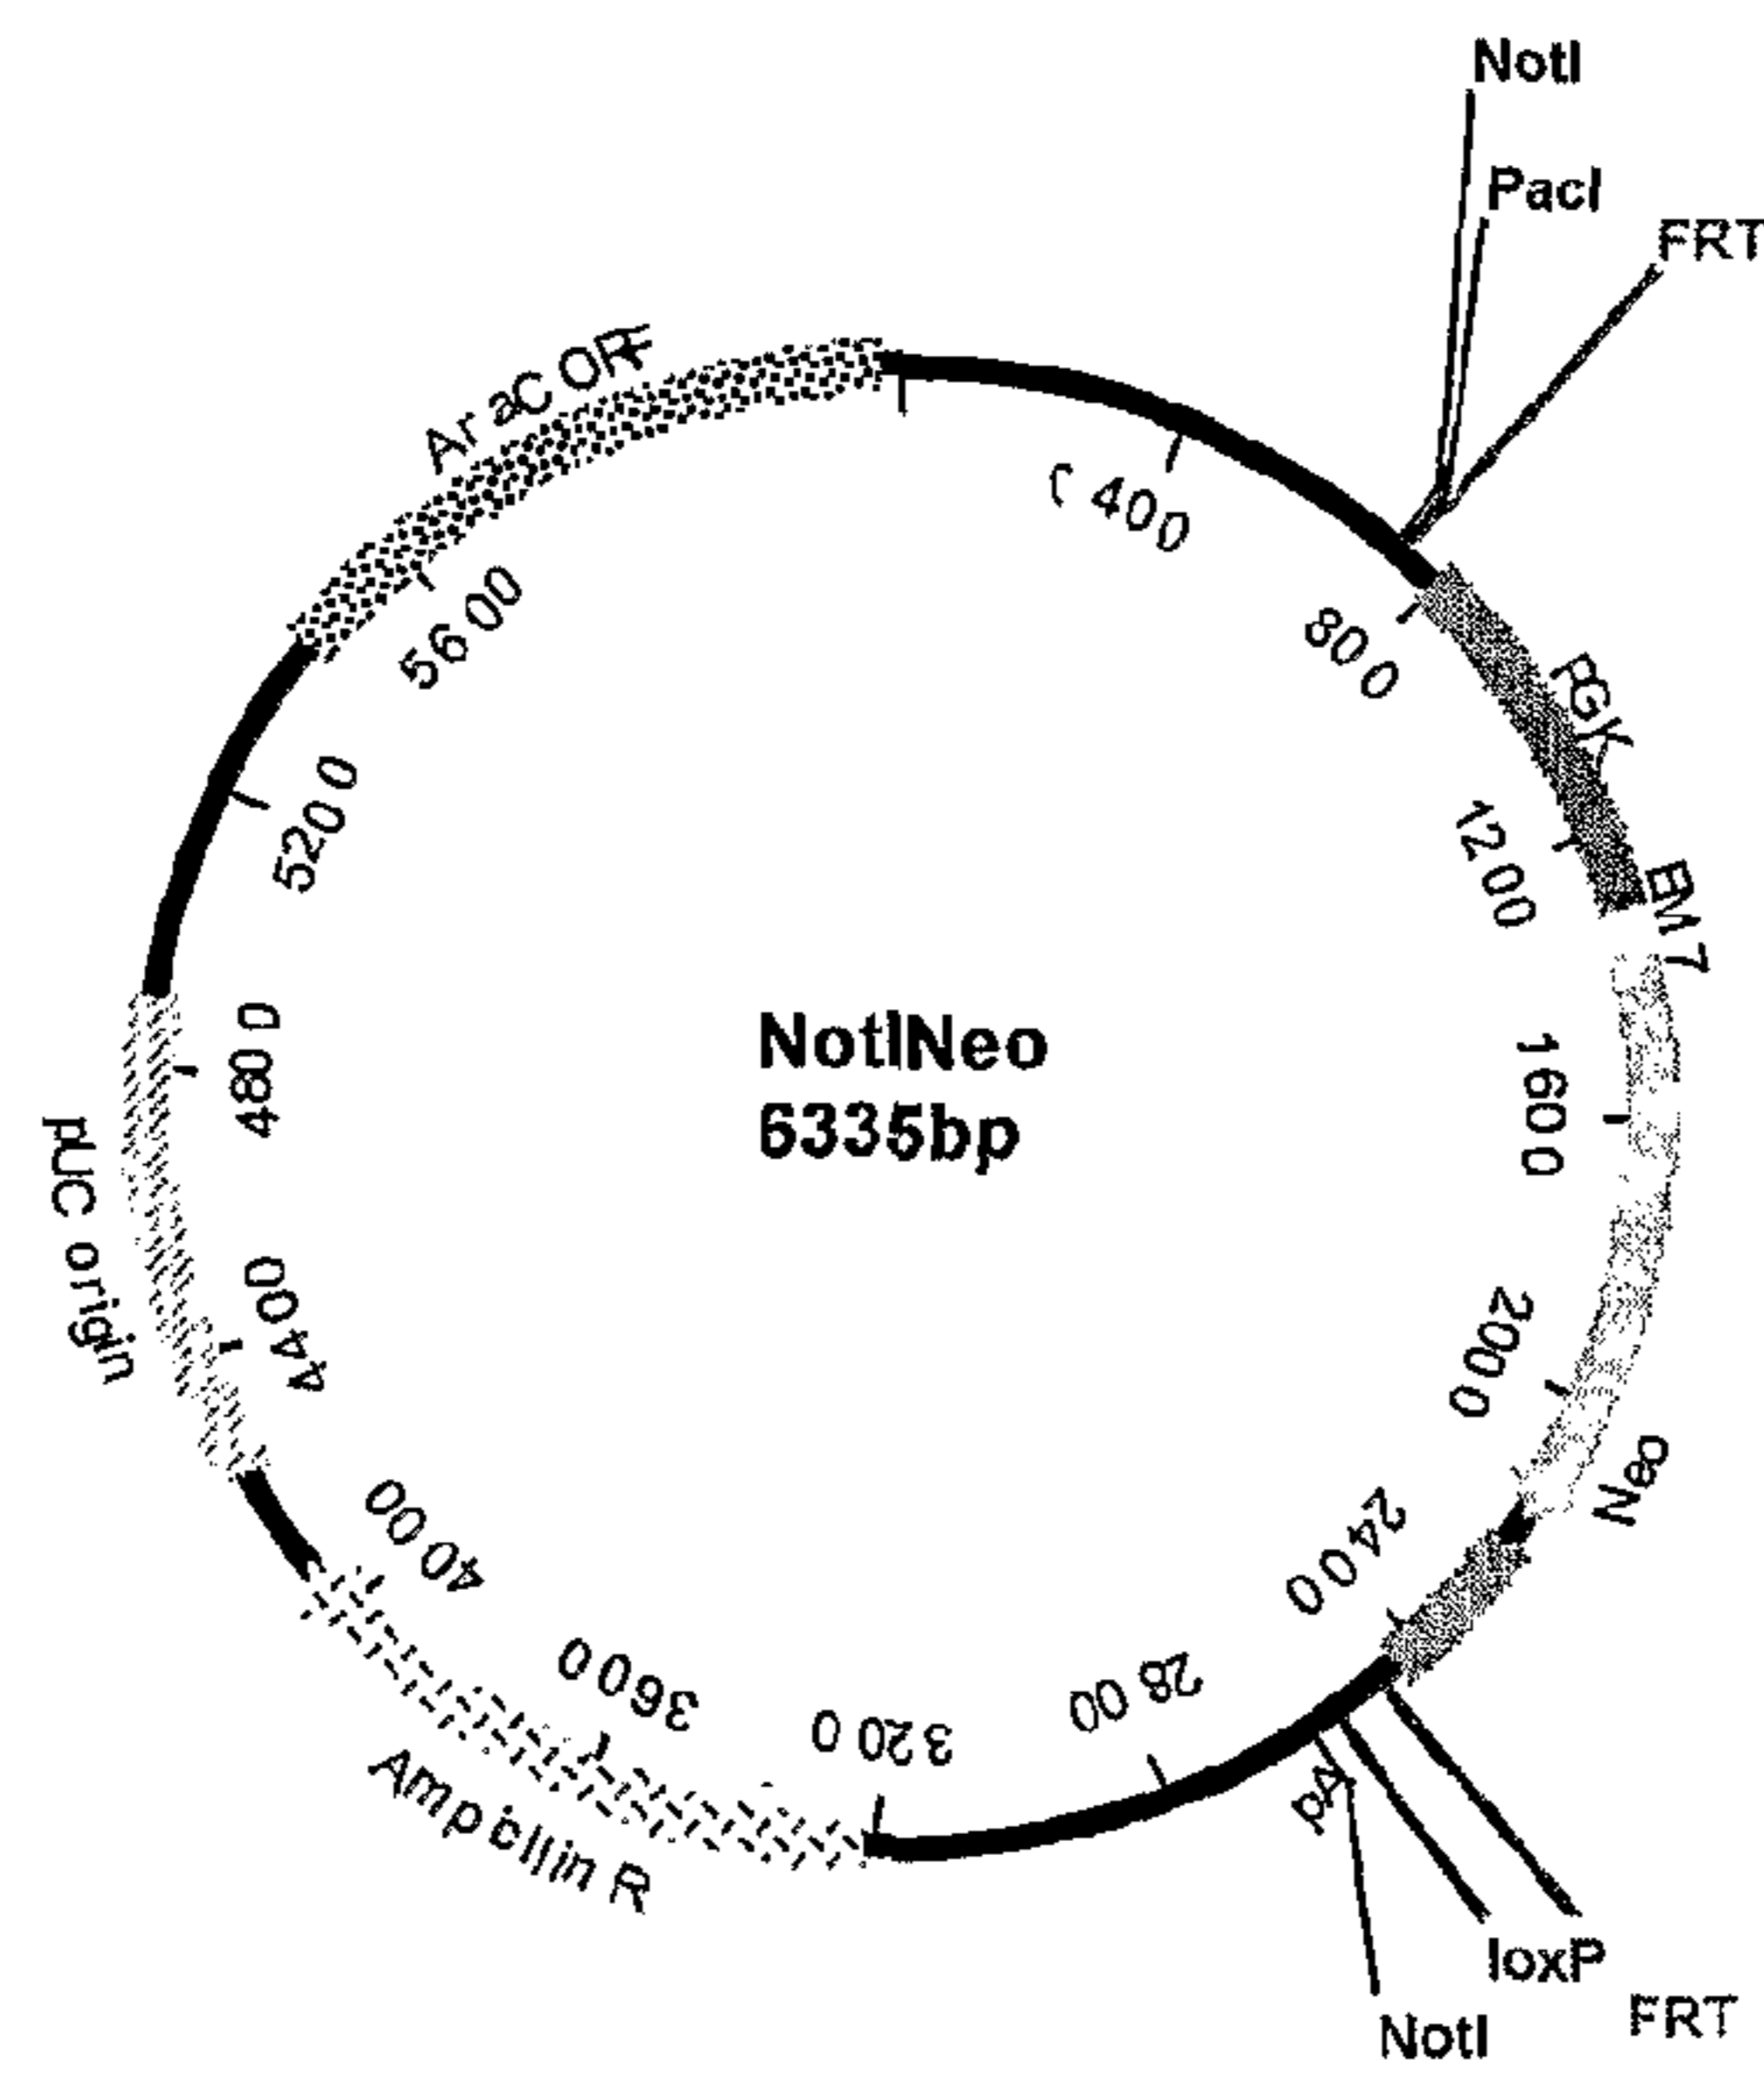 NotI
PacI
FRT
AraC ORF
0
400
800
PGK
1200
EM7
1600
2000
Neo
2400
2800
pA
loxP
FRT
NotI
3200
3600
Ampicillin R
4000
4400
pUC origin
4800
5200
5600
NotINeo
6335bp